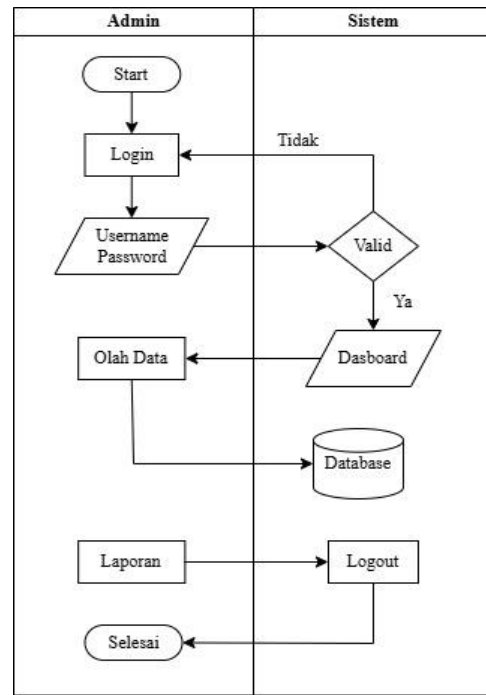 Admin
Sistem
Start
Login
Tidak
Username
Password
Valid
Ya
Olah Data
Dasboard
Database
Laporan
Logout
Selesai